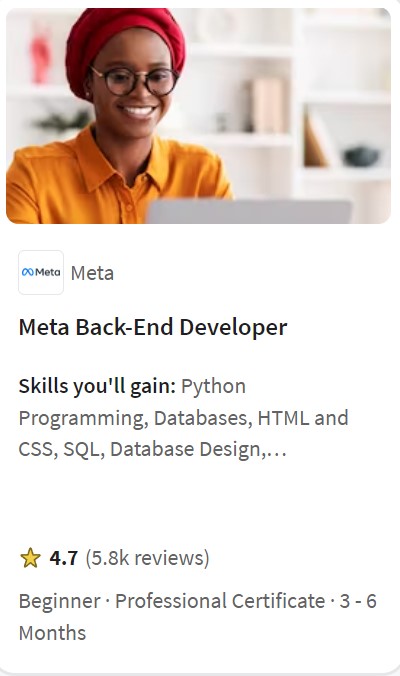 Meta
Meta
Meta Back-End Developer
Skills you'll gain: Python
Programming, Databases, HTML and
CSS, SQL, Database Design,…
4.7 (5.8k reviews)
Beginner · Professional Certificate · 3 - 6
Months